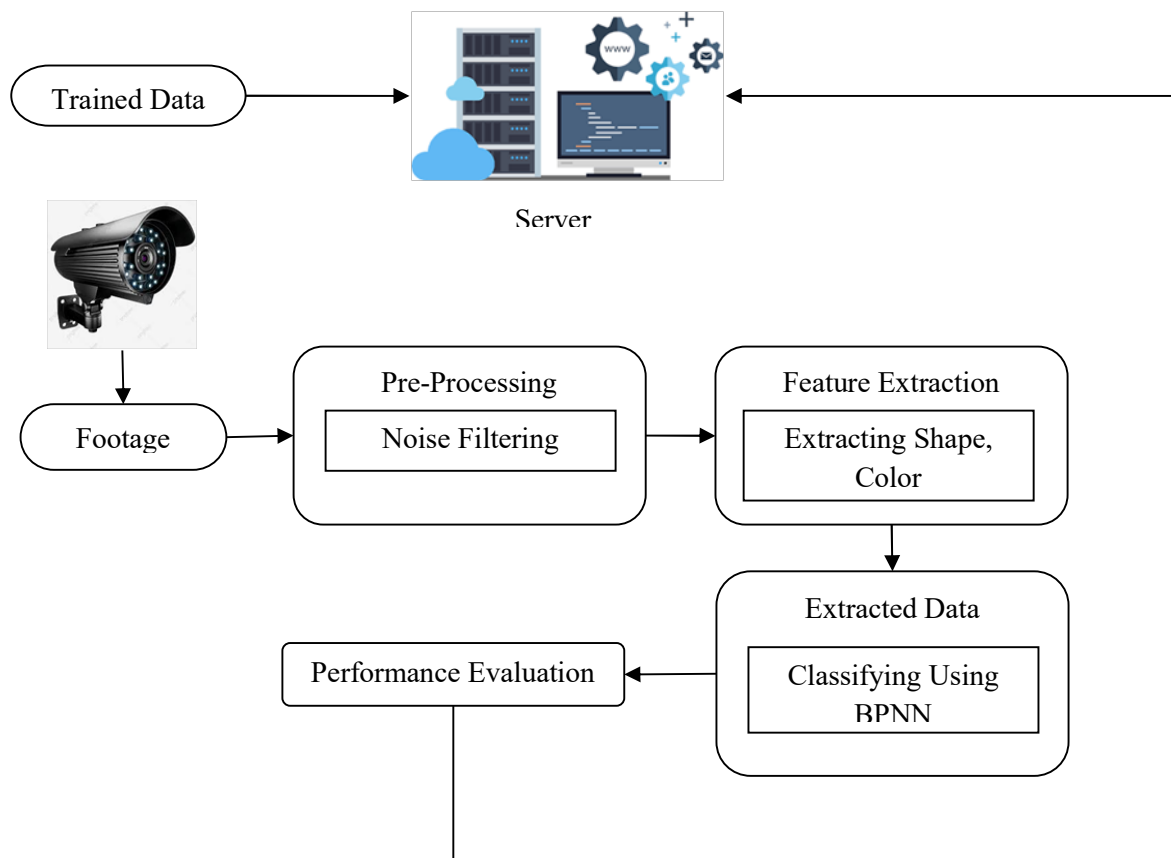 WWW
Trained Data
Server
Footage
Pre-Processing
Noise Filtering
Feature Extraction
Extracting Shape,
Color
Extracted Data
Classifying Using
BPNN
Performance Evaluation